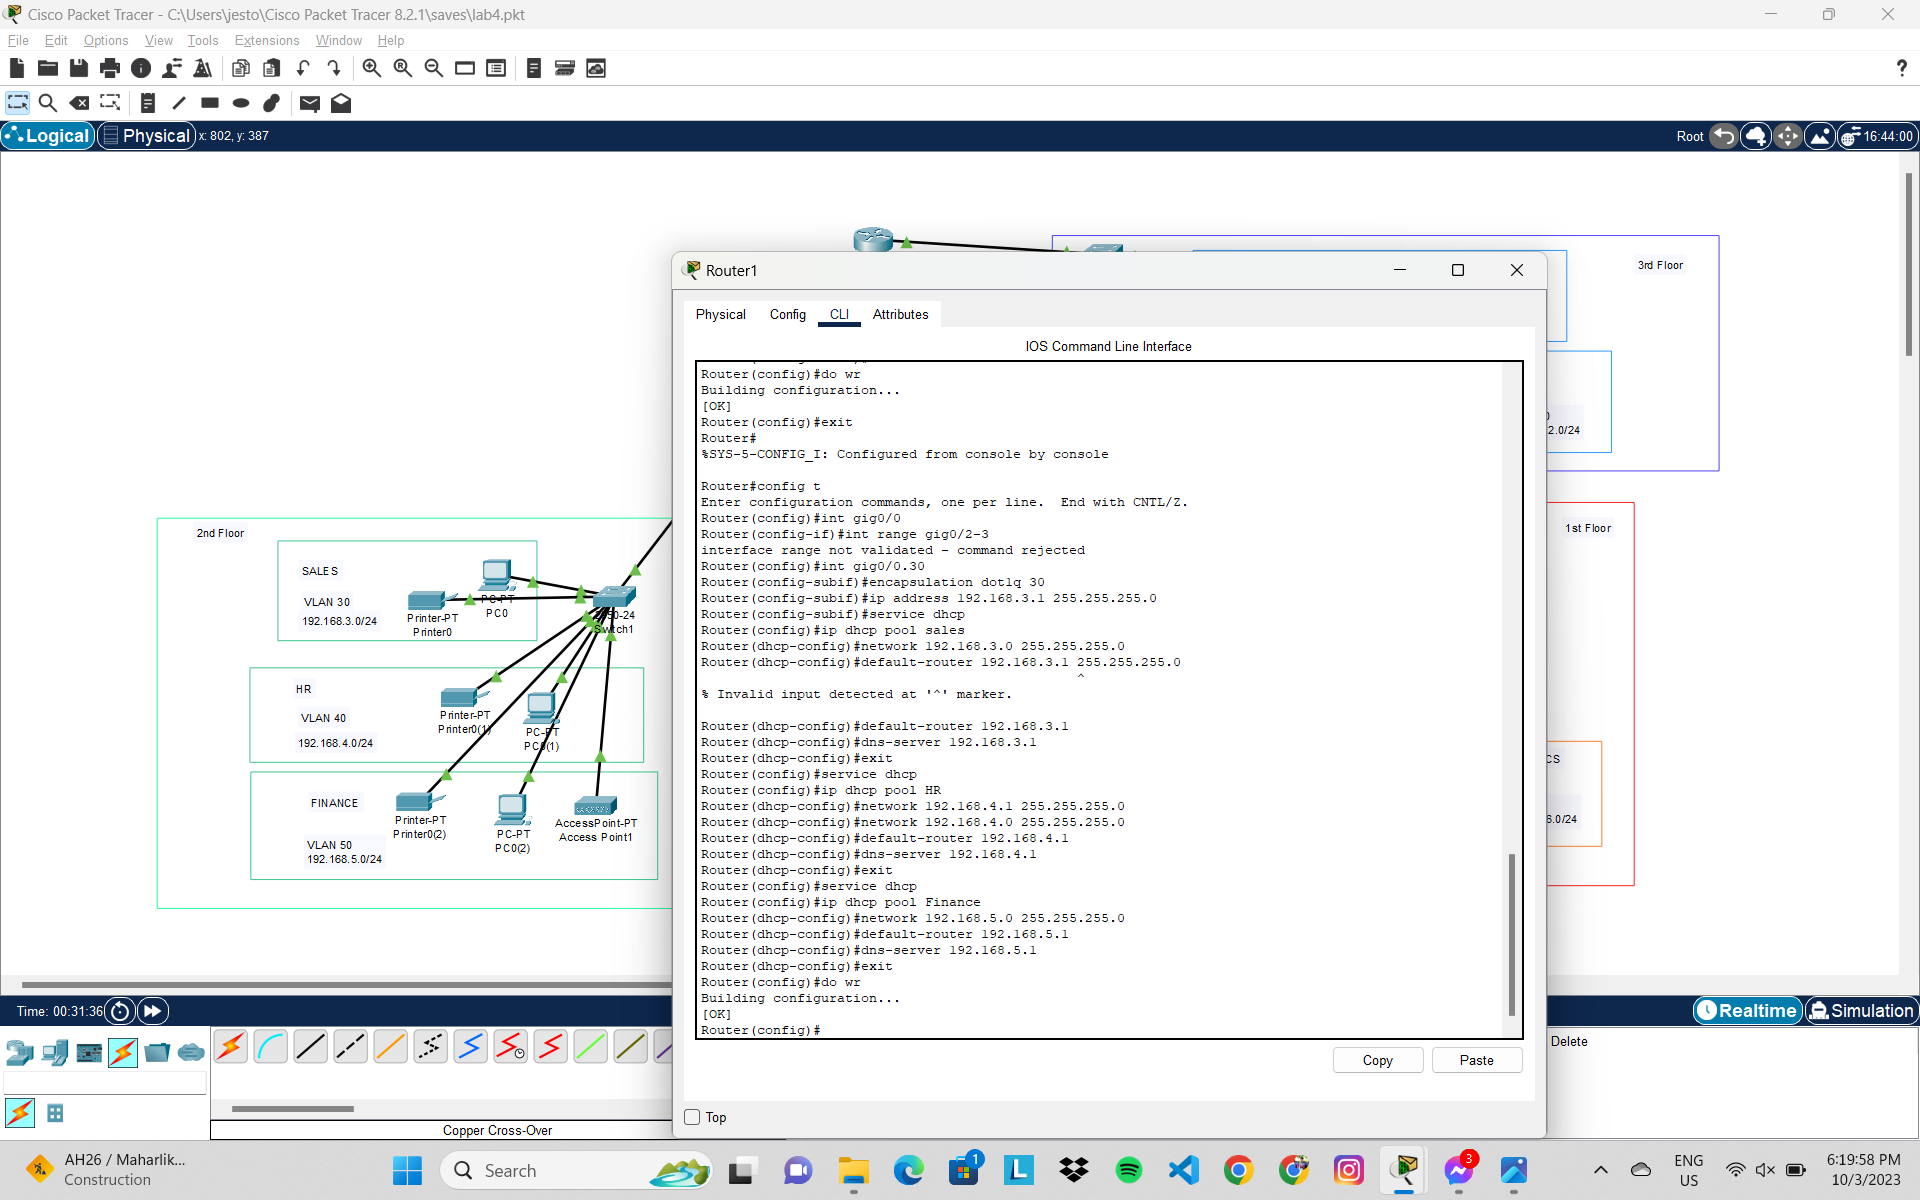 Cisco Packet Tracer - C:\Users\jesto\Cisco Packet Tracer 8.2.1\saves\lab4.pkt
File Edit Options View Tools Extensions Window Help
?
Logical Physical x: 802, y: 387
Root 16:44:00
3rd Floor
2.0/24
1st Floor
CS
6.0/24
2nd Floor
SALES
VLAN 30
192.168.3.0/24
Printer-PT
Printer0
PC-PT
PC0
Switch1
HR
VLAN 40
192.168.4.0/24
Printer-PT
Printer0(1)
PC-PT
PC0(1)
FINANCE
VLAN 50
192.168.5.0/24
Printer-PT
Printer0(2)
PC-PT
PC0(2)
AccessPoint-PT
Access Point1
Router1
Physical Config CLI Attributes
IOS Command Line Interface
Router(config)#do wr
Building configuration...
[OK]
Router(config)#exit
Router#
%SYS-5-CONFIG_I: Configured from console by console
Router#config t
Enter configuration commands, one per line.  End with CNTL/Z.
Router(config)#int gig0/0
Router(config-if)#int range gig0/2-3
interface range not validated - command rejected
Router(config)#int gig0/0.30
Router(config-subif)#encapsulation dot1q 30
Router(config-subif)#ip address 192.168.3.1 255.255.255.0
Router(config-subif)#service dhcp
Router(config)#ip dhcp pool sales
Router(dhcp-config)#network 192.168.3.0 255.255.255.0
Router(dhcp-config)#default-router 192.168.3.1 255.255.255.0
^
% Invalid input detected at '^' marker.
Router(dhcp-config)#default-router 192.168.3.1
Router(dhcp-config)#dns-server 192.168.3.1
Router(dhcp-config)#exit
Router(config)#service dhcp
Router(config)#ip dhcp pool HR
Router(dhcp-config)#network 192.168.4.1 255.255.255.0
Router(dhcp-config)#network 192.168.4.0 255.255.255.0
Router(dhcp-config)#default-router 192.168.4.1
Router(dhcp-config)#dns-server 192.168.4.1
Router(dhcp-config)#exit
Router(config)#service dhcp
Router(config)#ip dhcp pool Finance
Router(dhcp-config)#network 192.168.5.0 255.255.255.0
Router(dhcp-config)#default-router 192.168.5.1
Router(dhcp-config)#dns-server 192.168.5.1
Router(dhcp-config)#exit
Router(config)#do wr
Building configuration...
[OK]
Router(config)#
Copy Paste
Top
Time: 00:31:36
Realtime Simulation
Delete
Copper Cross-Over
AH26 / Maharlik...
Construction
Search
1
3
ENG
US
6:19:58 PM
10/3/2023